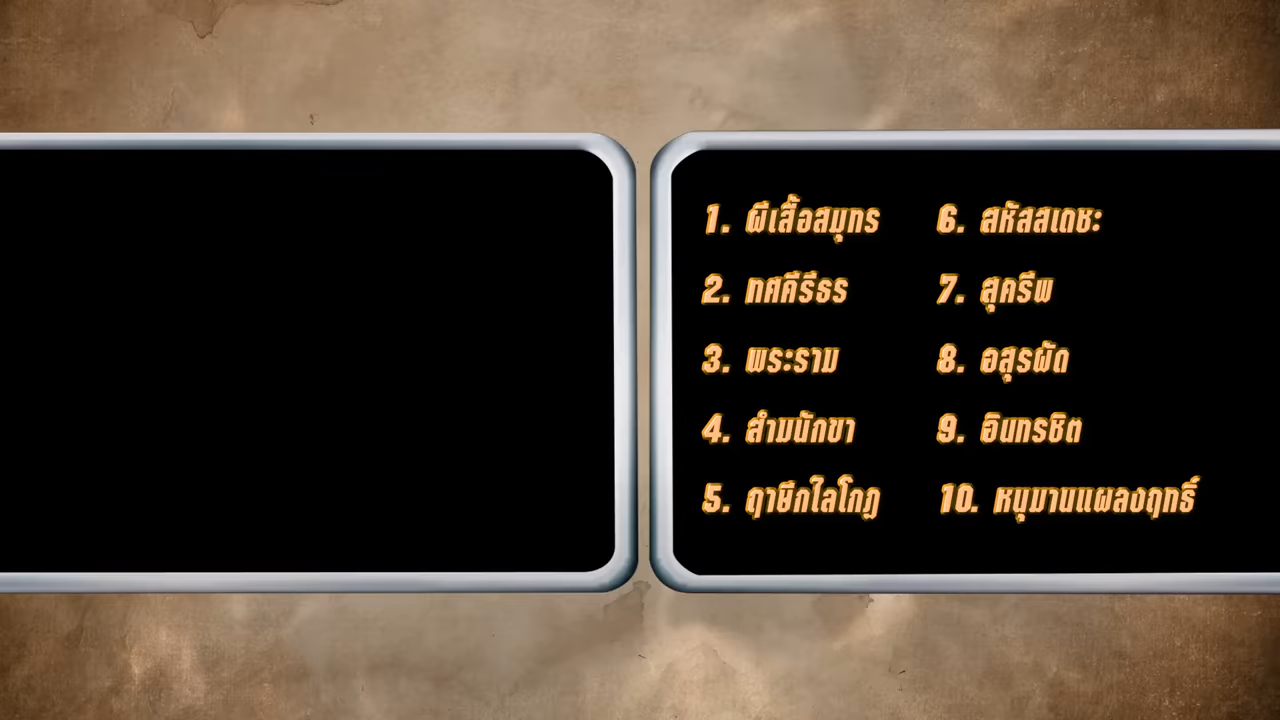 1. ผีเสื้อสมุทร
2. ทศคีรีธร
3. พระราม
4. สำมนักขา
5. ฤาษีกไลโกฏ
6. สหัสสเดชะ
7. สุครีพ
8. อสุรผัด
9. อินทรชิต
10. หนุมานแผลงฤทธิ์